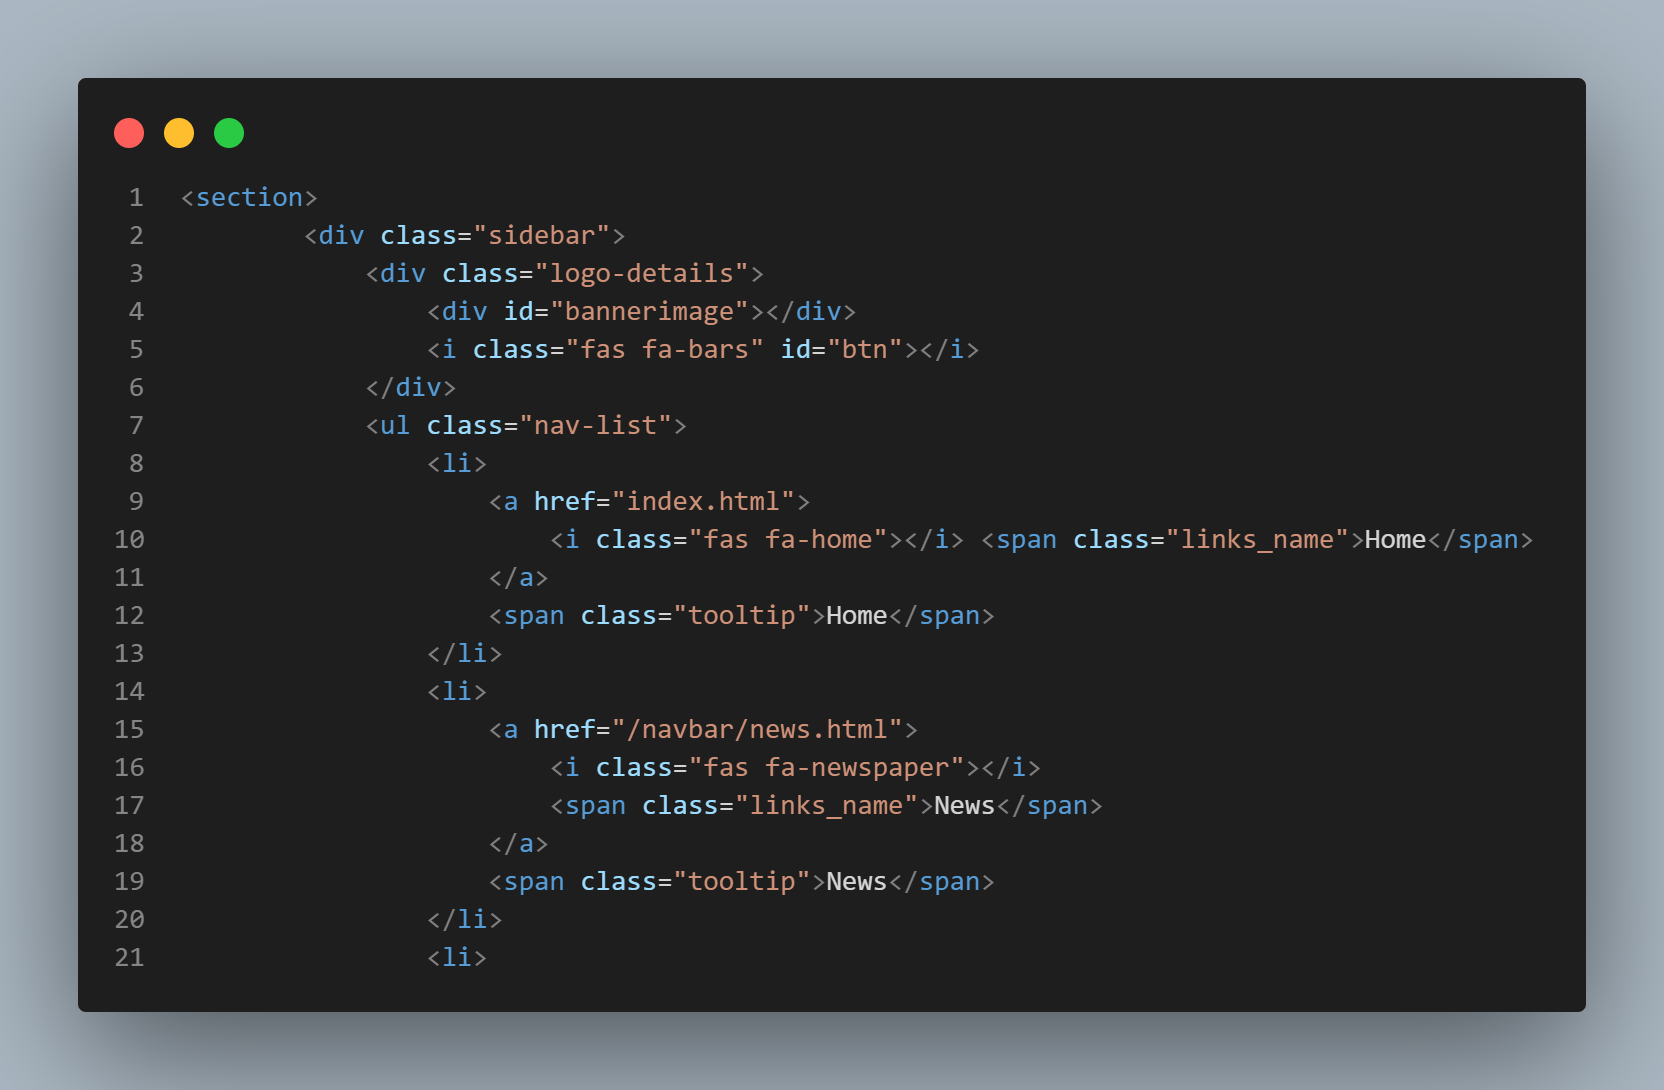 1 <section>
2         <div class="sidebar">
3             <div class="logo-details">
4                 <div id="bannerimage"></div>
5                 <i class="fas fa-bars" id="btn"></i>
6             </div>
7             <ul class="nav-list">
8                 <li>
9                     <a href="index.html">
10                         <i class="fas fa-home"></i> <span class="links_name">Home</span>
11                     </a>
12                     <span class="tooltip">Home</span>
13                 </li>
14                 <li>
15                     <a href="/navbar/news.html">
16                         <i class="fas fa-newspaper"></i>
17                         <span class="links_name">News</span>
18                     </a>
19                     <span class="tooltip">News</span>
20                 </li>
21                 <li>